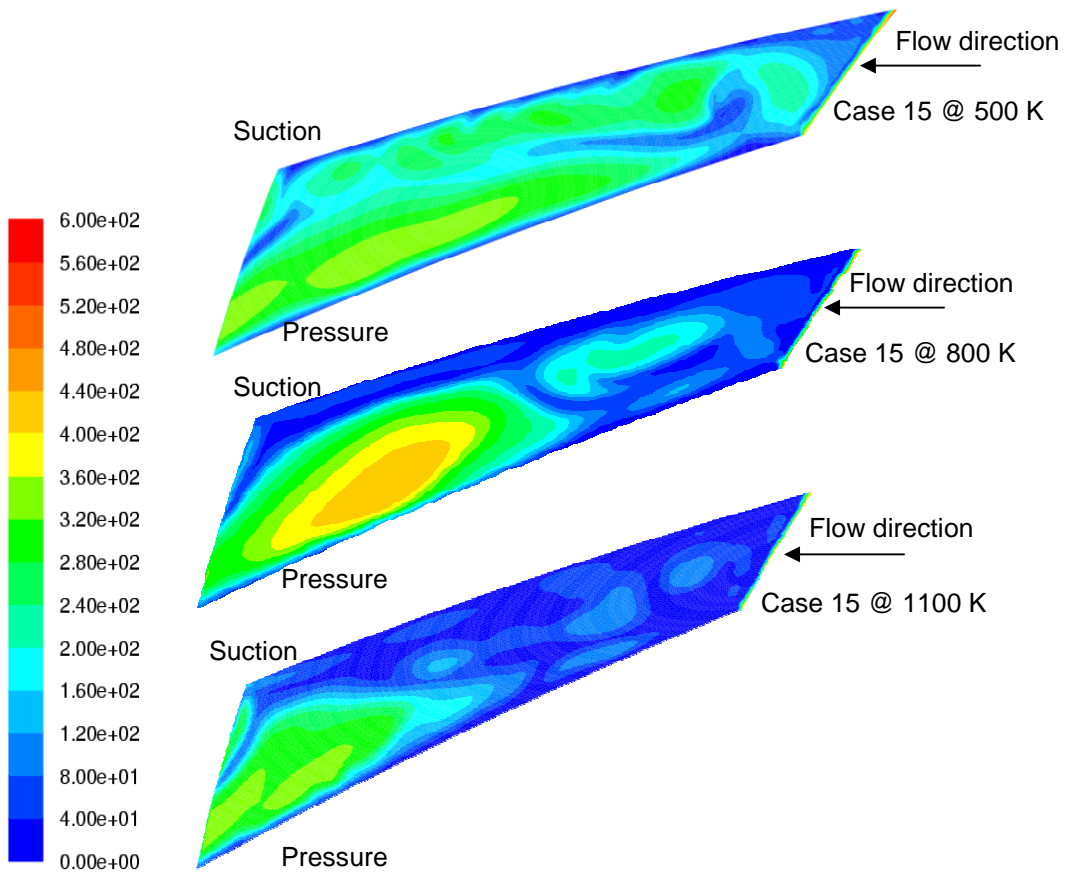 Flow direction
Case 15 @ 500 K
Suction
6.00e+02
5.60e+02
5.20e+02
4.80e+02
4.40e+02
4.00e+02
3.60e+02
3.20e+02
2.80e+02
2.40e+02
2.00e+02
1.60e+02
1.20e+02
8.00e+01
4.00e+01
0.00e+00
Pressure
Flow direction
Case 15 @ 800 K
Suction
Pressure
Flow direction
Case 15 @ 1100 K
Suction
Pressure